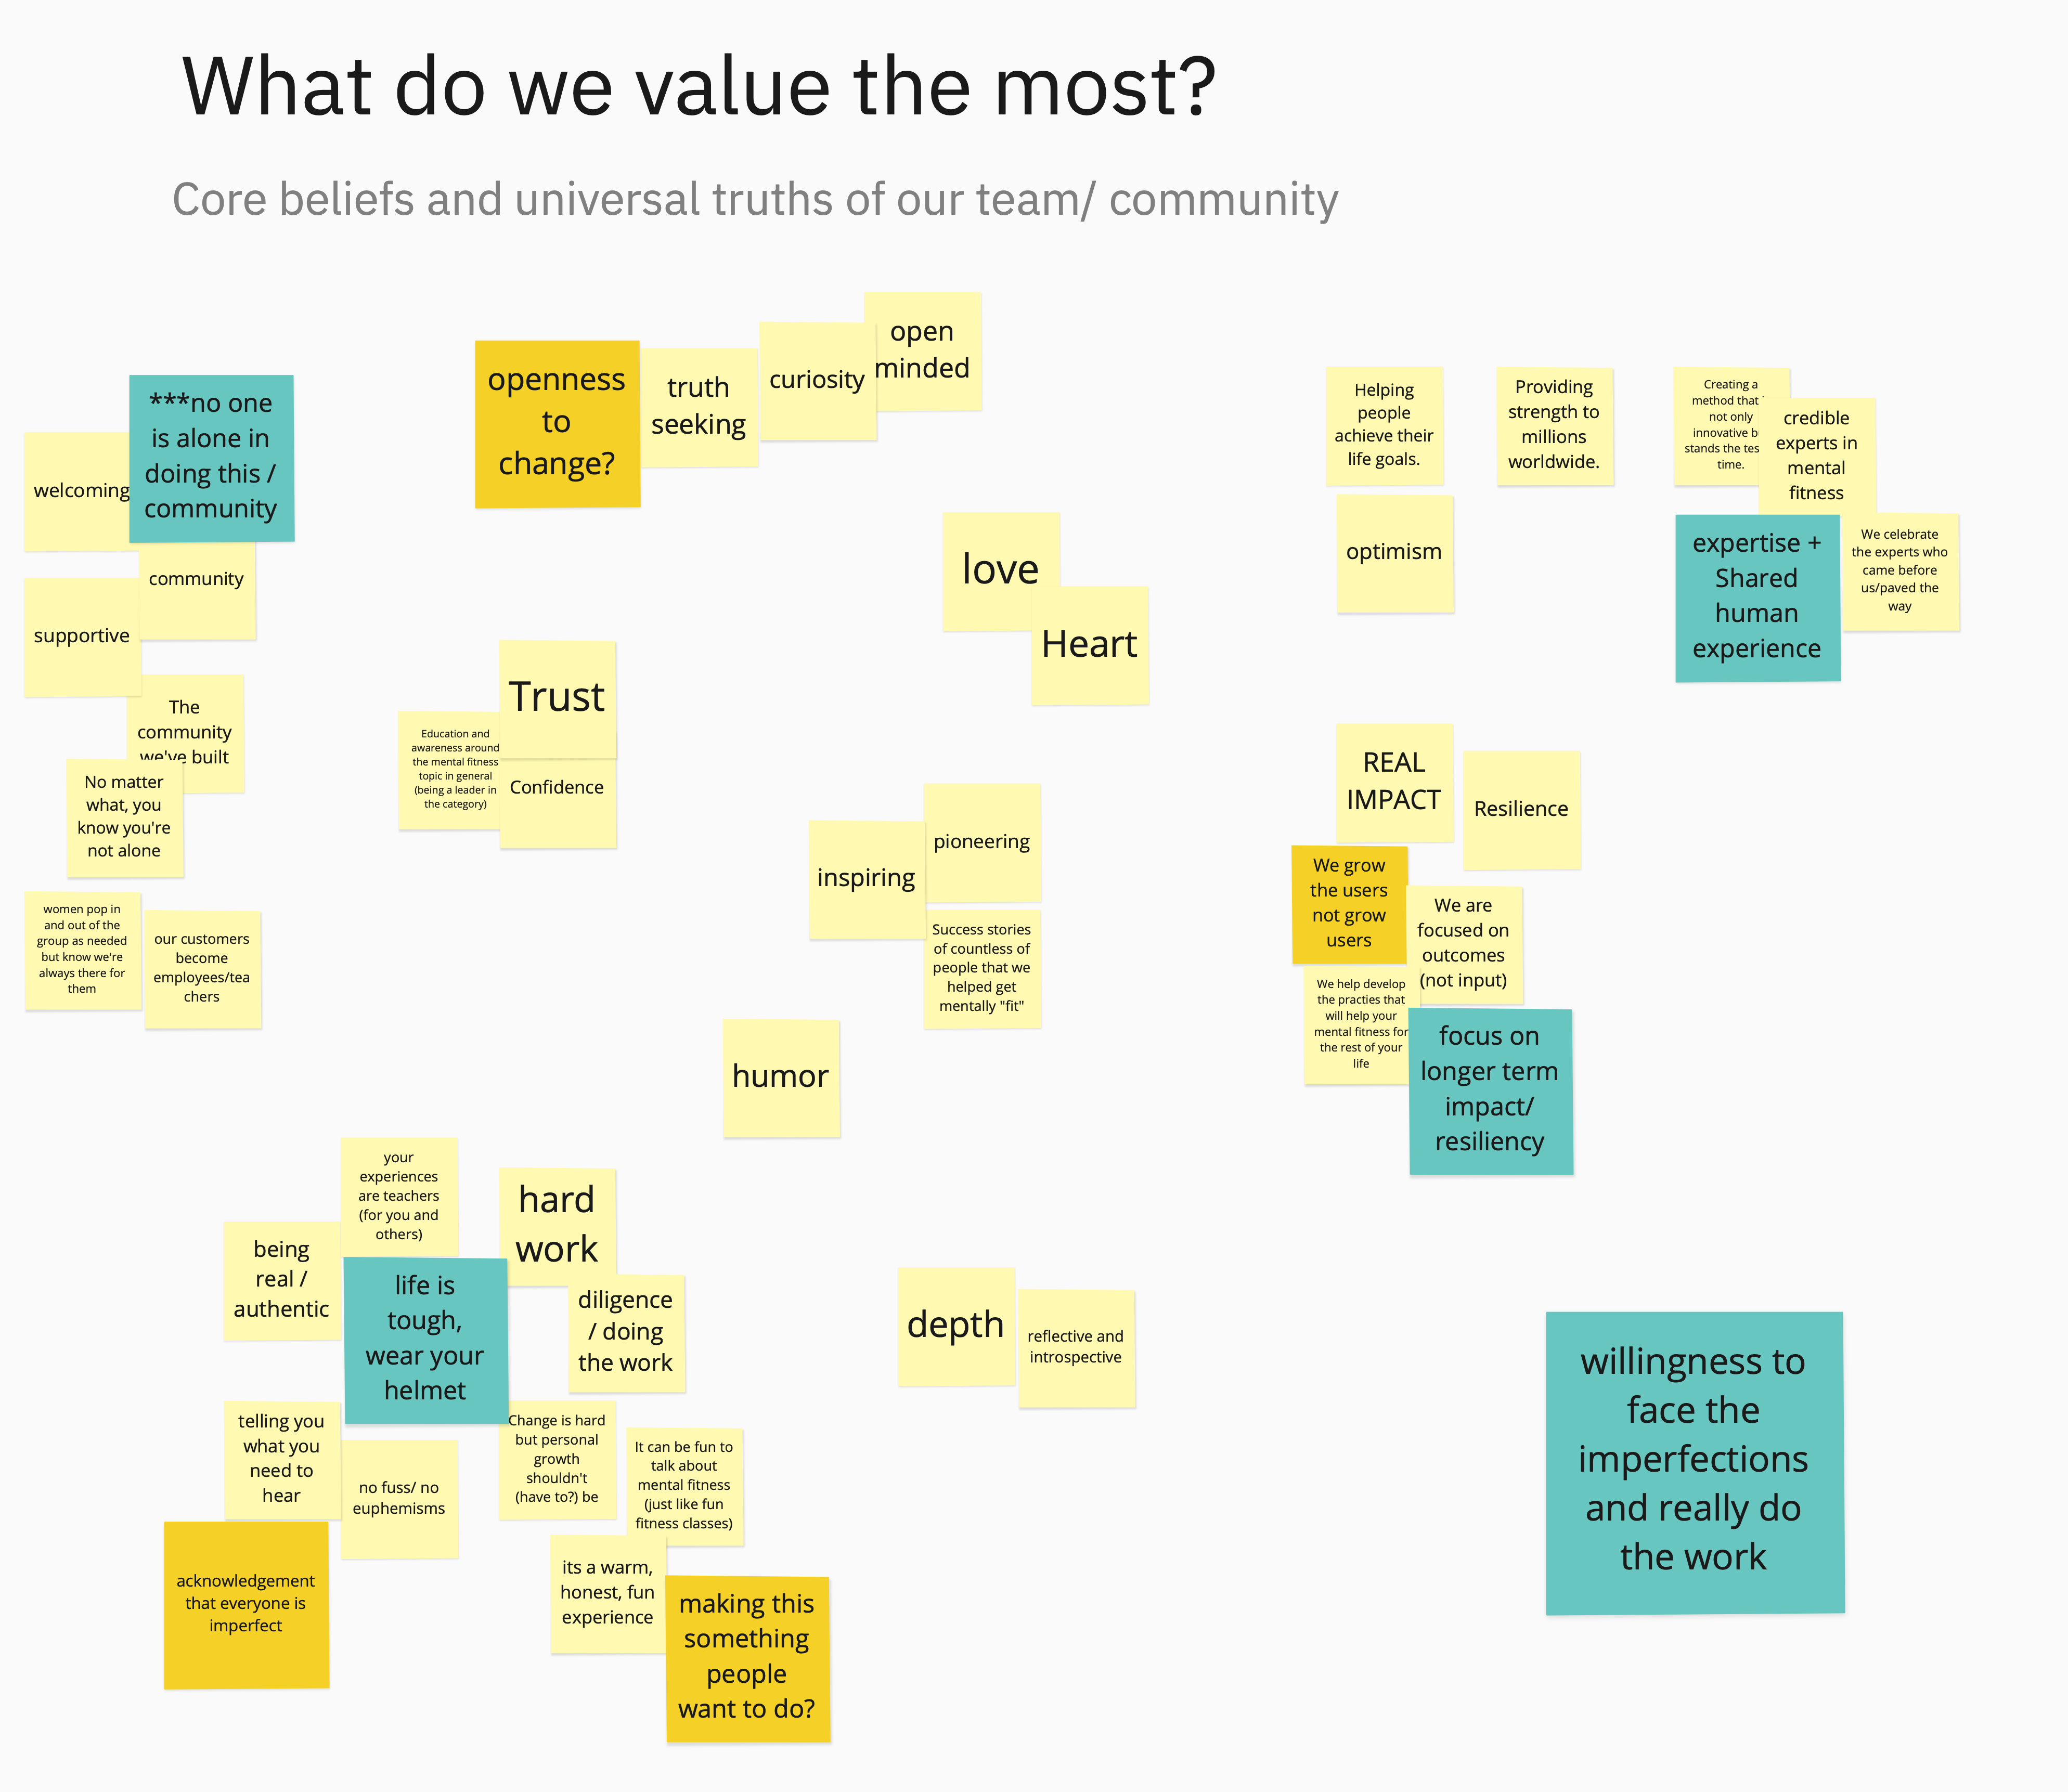 What do we value the most?
Core beliefs and universal truths of our team/ community
***no one
is alone in
doing this /
community
welcoming
community
supportive
The
community
we've built
No matter
what, you
know you're
not alone
women pop in
and out of the
group as needed
but know we're
always there for
them
our customers
become
employees/tea
chers
openness
to
change?
truth
seeking
curiosity
open
minded
love
Heart
Trust
Education and
awareness around
the mental fitness
topic in general
(being a leader in
the category)
Confidence
pioneering
inspiring
Success stories
of countless of
people that we
helped get
mentally "fit"
humor
Helping
people
achieve their
life goals.
Providing
strength to
millions
worldwide.
optimism
Creating a
method that
not only
innovative
stands the
time.
credible
experts in
mental
fitness
expertise +
Shared
human
experience
We celebrate
the experts who
came before
us/paved the
way
REAL
IMPACT
Resilience
We grow
the users
not grow
users
We are
focused on
outcomes
(not input)
We help develop
the practies that
will help your
mental fitness for
the rest of your
life
focus on
longer term
impact/
resiliency
your
experiences
are teachers
(for you and
others)
being
real /
authentic
life is
tough,
wear your
helmet
hard
work
diligence
/ doing
the work
telling you
what you
need to
hear
no fuss/ no
euphemisms
Change is hard
but personal
growth
shouldn't
(have to?) be
It can be fun to
talk about
mental fitness
(just like fun
fitness classes)
acknowledgement
that everyone is
imperfect
its a warm,
honest, fun
experience
making this
something
people
want to do?
depth
reflective and
introspective
willingness to
face the
imperfections
and really do
the work